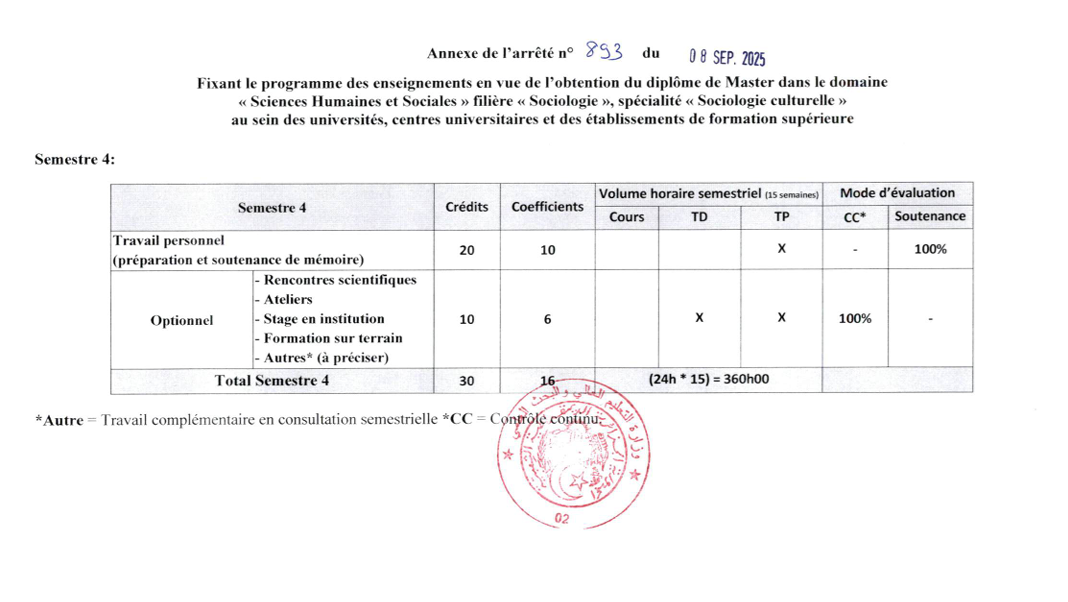 Annexe de l'arrêté n° 893 du 08 SEP. 2025
Fixant le programme des enseignements en vue de l'obtention du diplôme de Master dans le domaine
« Sciences Humaines et Sociales » filière « Sociologie », spécialité « Sociologie culturelle »
au sein des universités, centres universitaires et des établissements de formation supérieure
Semestre 4:
Semestre 4 Crédits Coefficients Volume horaire semestriel (15 semaines) Mode d'évaluation
Cours TD TP CC* Soutenance
Travail personnel
(préparation et soutenance de mémoire) 20 10 X - 100%
Optionnel
- Rencontres scientifiques
- Ateliers
- Stage en institution 10 6 X X 100% -
- Formation sur terrain
- Autres* (à préciser)
Total Semestre 4 30 16 (24h * 15) = 360h00
*Autre = Travail complémentaire en consultation semestrielle *CC = Contrôle continu.
وزارة التعليم العالي والبحث العلمي
02